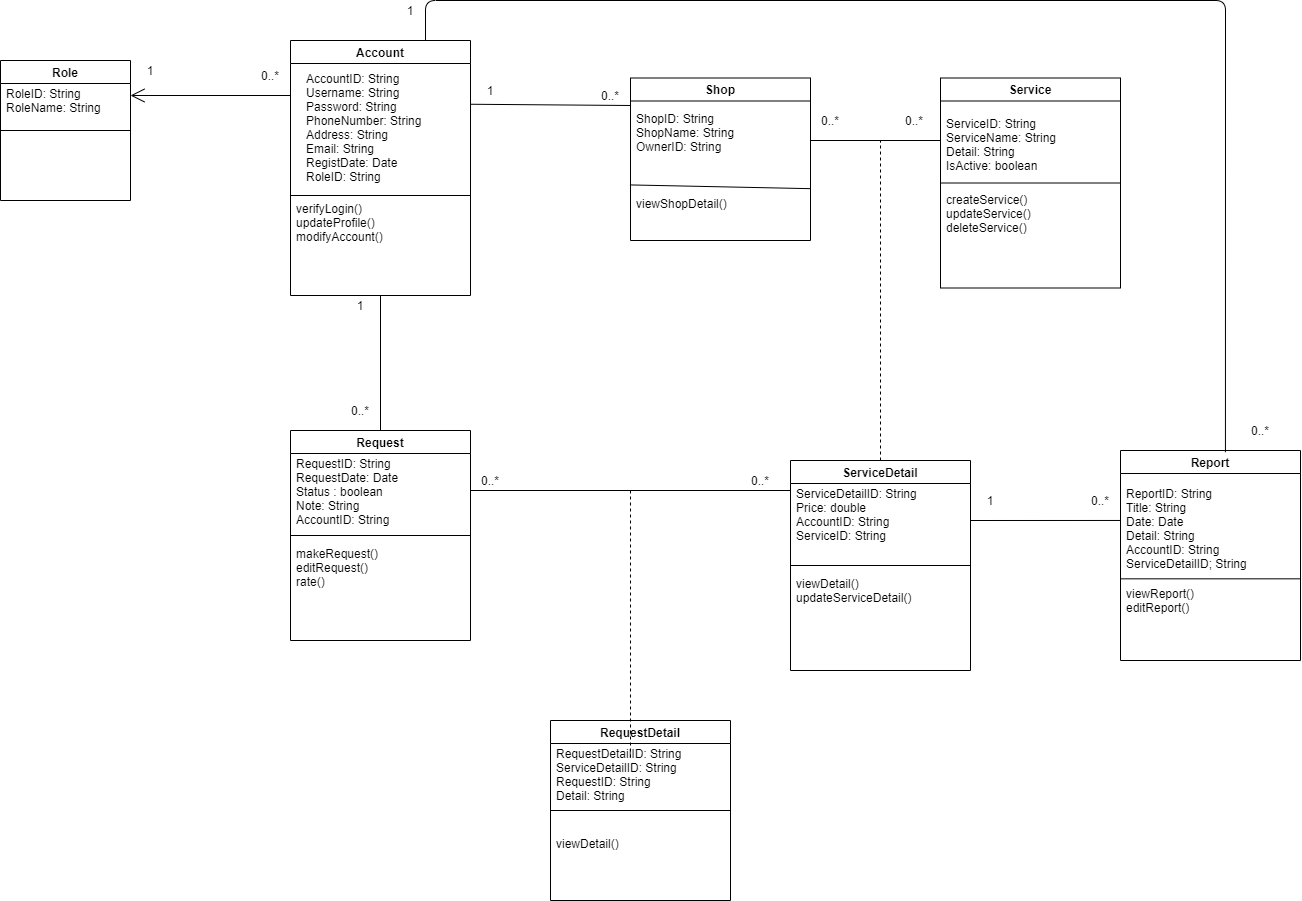 1
Role
RoleID: String
RoleName: String
1
0..*
Account
AccountID: String
Username: String
Password: String
PhoneNumber: String
Address: String
Email: String
RegistDate: Date
RoleID: String
verifyLogin()
updateProfile()
modifyAccount()
1
0..*
Shop
ShopID: String
ShopName: String
OwnerID: String
viewShopDetail()
0..*
0..*
Service
ServiceID: String
ServiceName: String
Detail: String
IsActive: boolean
createService()
updateService()
deleteService()
1
0..*
Request
RequestID: String
RequestDate: Date
Status : boolean
Note: String
AccountID: String
makeRequest()
editRequest()
rate()
0..*
0..*
ServiceDetail
ServiceDetailID: String
Price: double
AccountID: String
ServiceID: String
viewDetail()
updateServiceDetail()
1
0..*
0..*
Report
ReportID: String
Title: String
Date: Date
Detail: String
AccountID: String
ServiceDetailID; String
viewReport()
editReport()
RequestDetail
RequestDetailID: String
ServiceDetailID: String
RequestID: String
Detail: String
viewDetail()